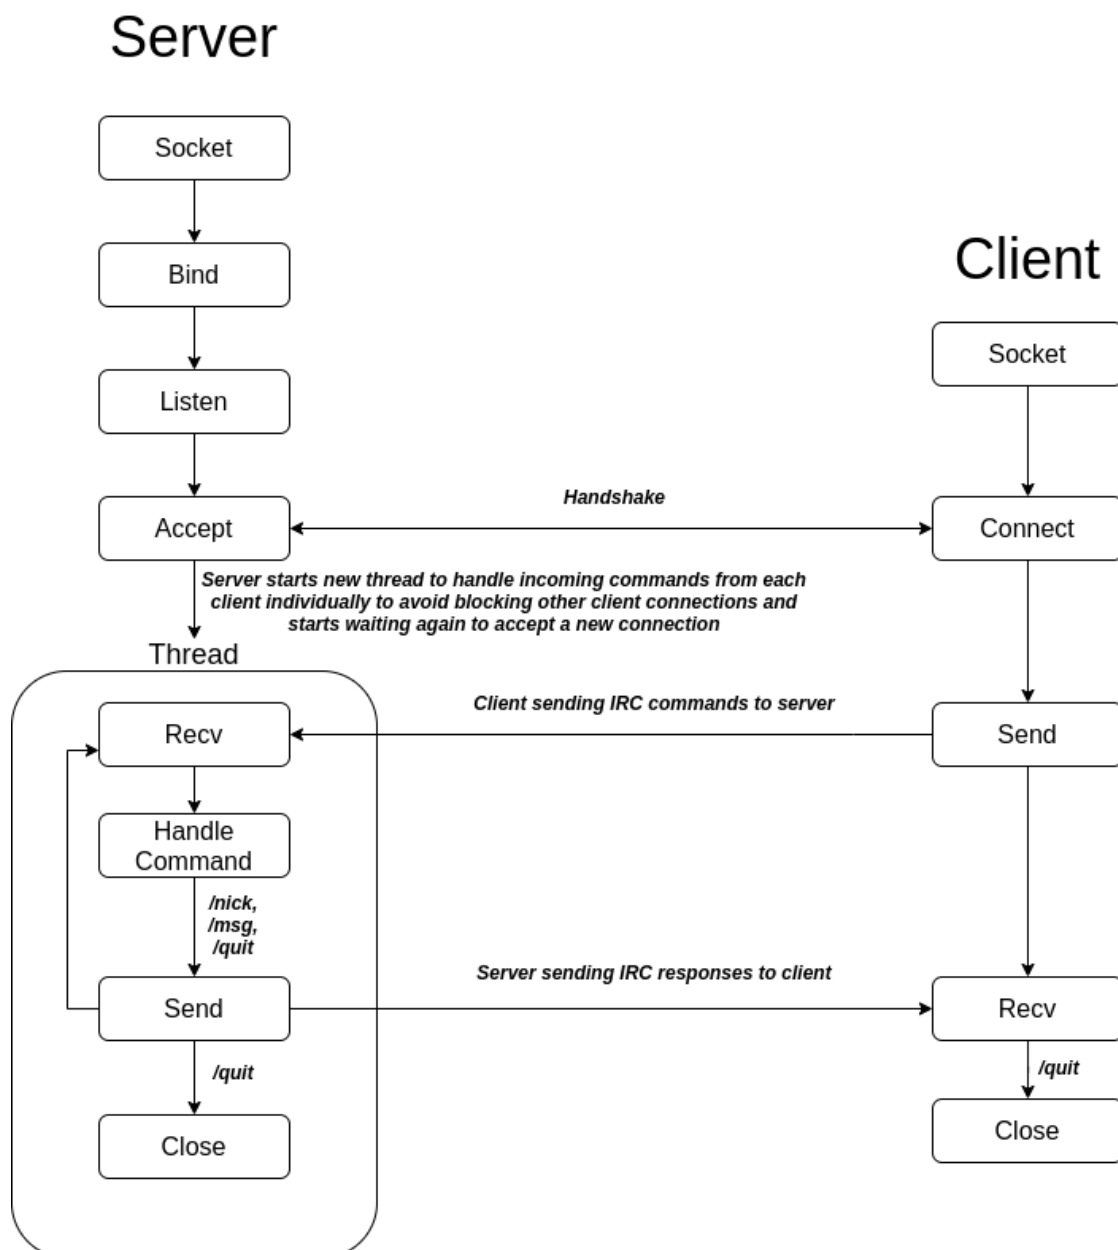 Server
Socket
Bind
Client
Socket
Listen
Handshake
Accept
Connect
Server starts new thread to handle incoming commands from each
client individually to avoid blocking other client connections and
starts waiting again to accept a new connection
Thread
Client sending IRC commands to server
Recv
Send
Handle
Command
/nick,
/msg,
/quit
Server sending IRC responses to client
Send
Recv
/quit
/quit
Close
Close